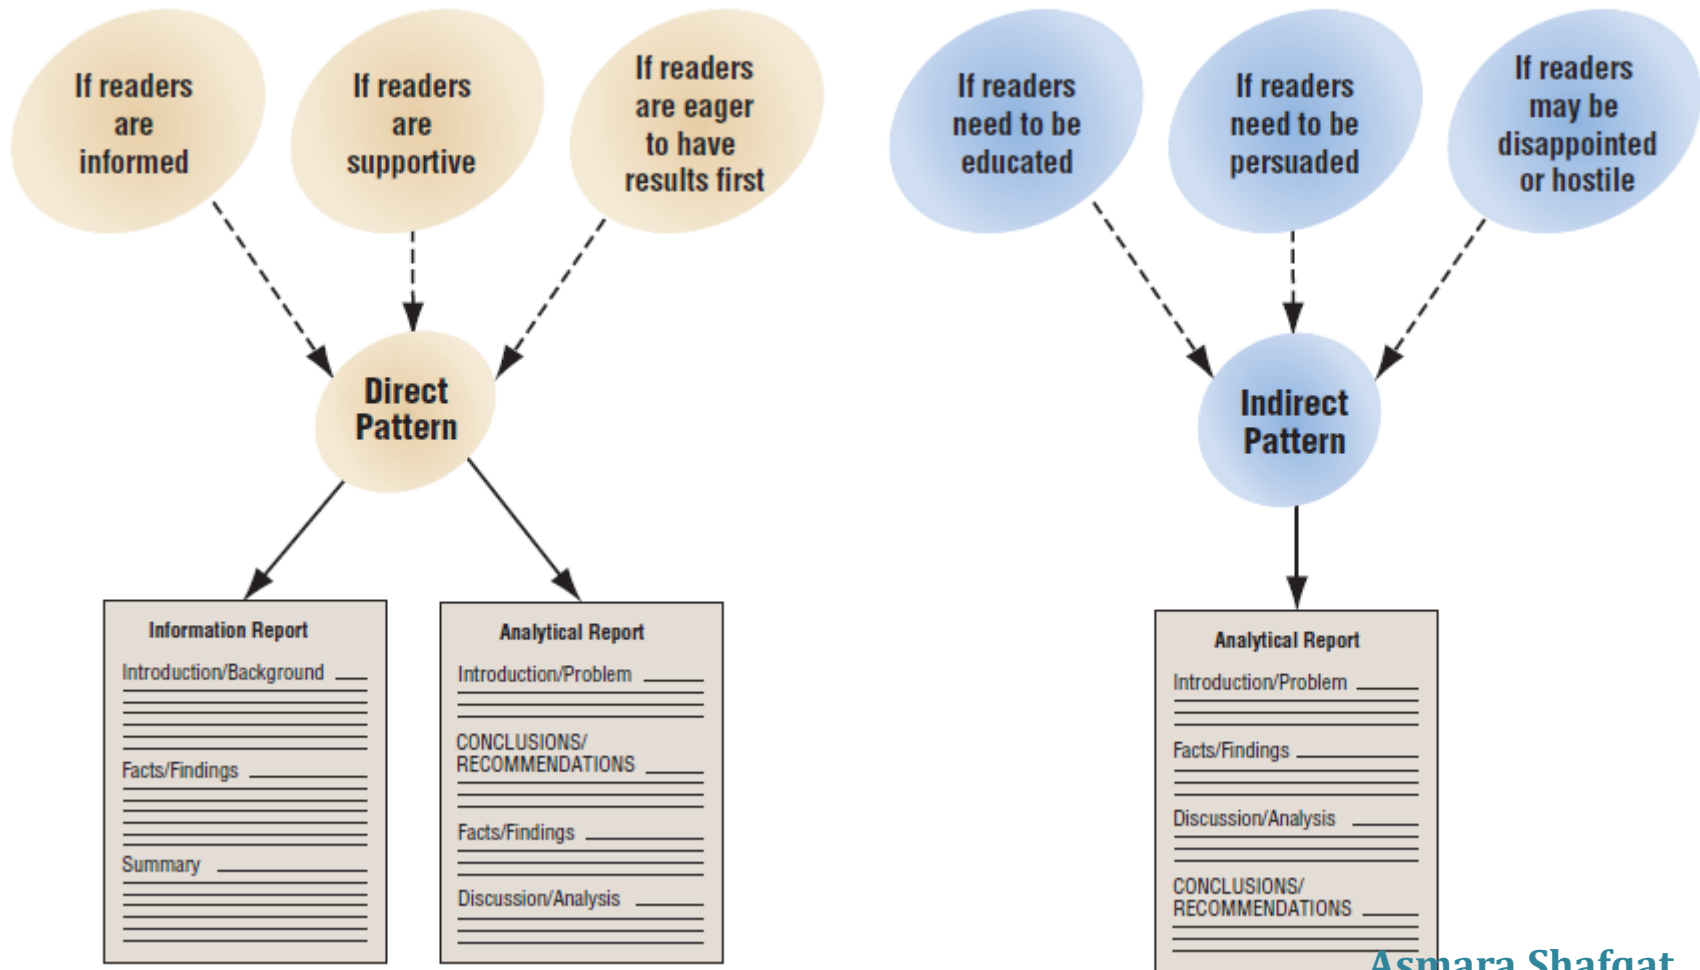 If readers
are
informed
If readers
are
supportive
If readers
are eager
to have
results first
If readers
need to be
educated
If readers
need to be
persuaded
If readers
may be
disappointed
or hostile
Direct
Pattern
Indirect
Pattern
Information Report
Introduction/Background
Facts/Findings
Summary
Analytical Report
Introduction/Problem
CONCLUSIONS/
RECOMMENDATIONS
Facts/Findings
Discussion/Analysis
Analytical Report
Introduction/Problem
Facts/Findings
Discussion/Analysis
CONCLUSIONS/
RECOMMENDATIONS
Asmara Shafqat